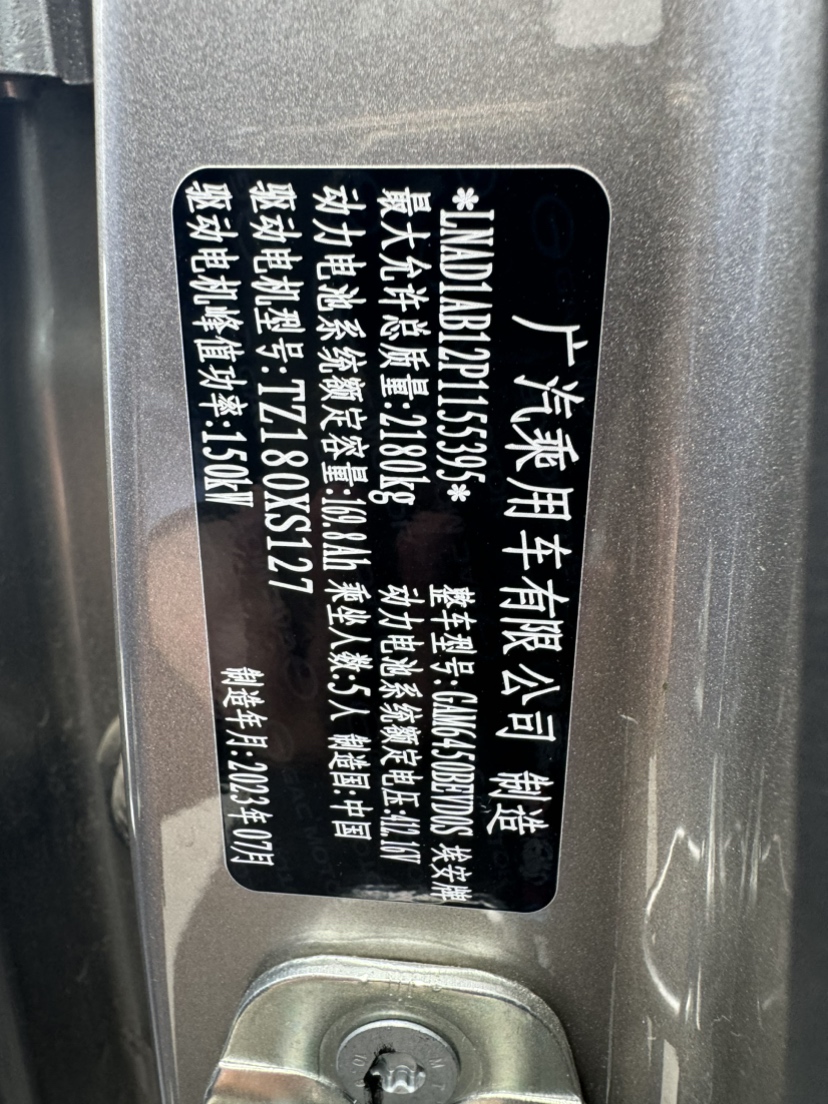 广汽乘用车有限公司 制造
*LNAD1AB12P1155395* 整车型号:GAM6450BEVD0S 埃安牌
最大允许总质量:2180kg 动力电池系统额定电压:412.16V
动力电池系统额定容量:169.8Ah 乘坐人数:5人 制造国:中国
驱动电机型号:TZ180XS127
驱动电机峰值功率:150kW 制造年月:2023年07月